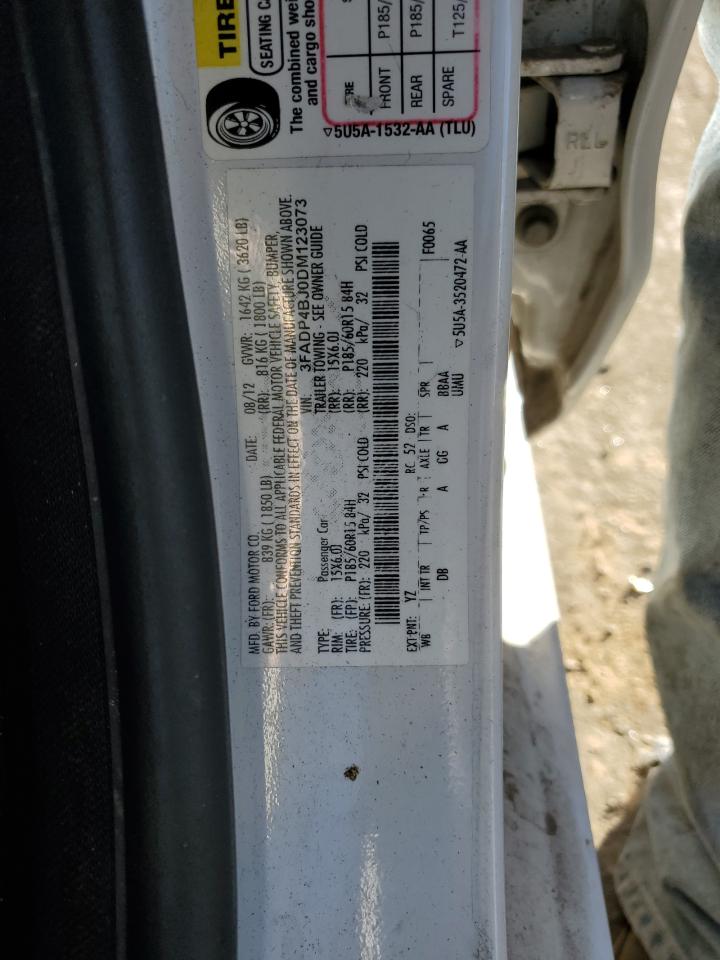 TIRE
SEATING CA
The combined wei
and cargo sho
FRONT P185/
REAR P185/
SPARE T125/
▽5U5A-1532-AA (TLU)
MFD. BY FORD MOTOR CO.
DATE: 08/12 GVWR: 1642 KG ( 3620 LB)
GAWR: (FR): 839 KG ( 1850 LB) (RR): 816 KG ( 1800 LB)
THIS VEHICLE CONFORMS TO ALL APPLICABLE FEDERAL MOTOR VEHICLE SAFETY, BUMPER,
AND THEFT PREVENTION STANDARDS IN EFFECT ON THE DATE OF MANUFACTURE SHOWN ABOVE.
VIN: 3FADP4BJ0DM123073
TYPE: Passenger Car TRAILER TOWING - SEE OWNER GUIDE
RIM: (FR): 15X6.0J (RR): 15X6.0J
TIRE: (FR): P185/60R15 84H (RR): P185/60R15 84H
PRESSURE: (FR): 220 kPa/ 32 PSI COLD (RR): 220 kPa/ 32 PSI COLD
EXT PNT: YZ RC: 52 DSO: F0065
WB INT TR TP/PS R AXLE TR SPR
DB A GG A BBAA
UMU
▽5U5A-3520472-AA